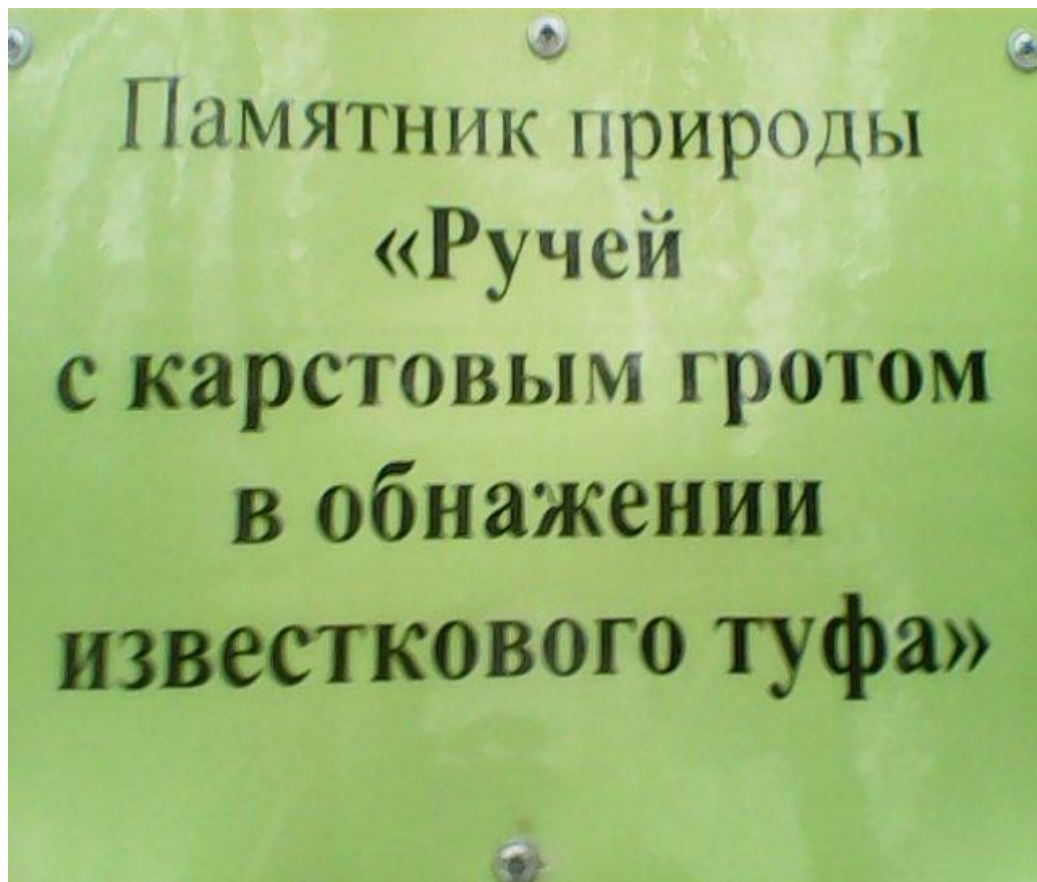 Памятник природы
«Ручей
с карстовым гротом
в обнажении
известкового туфа»